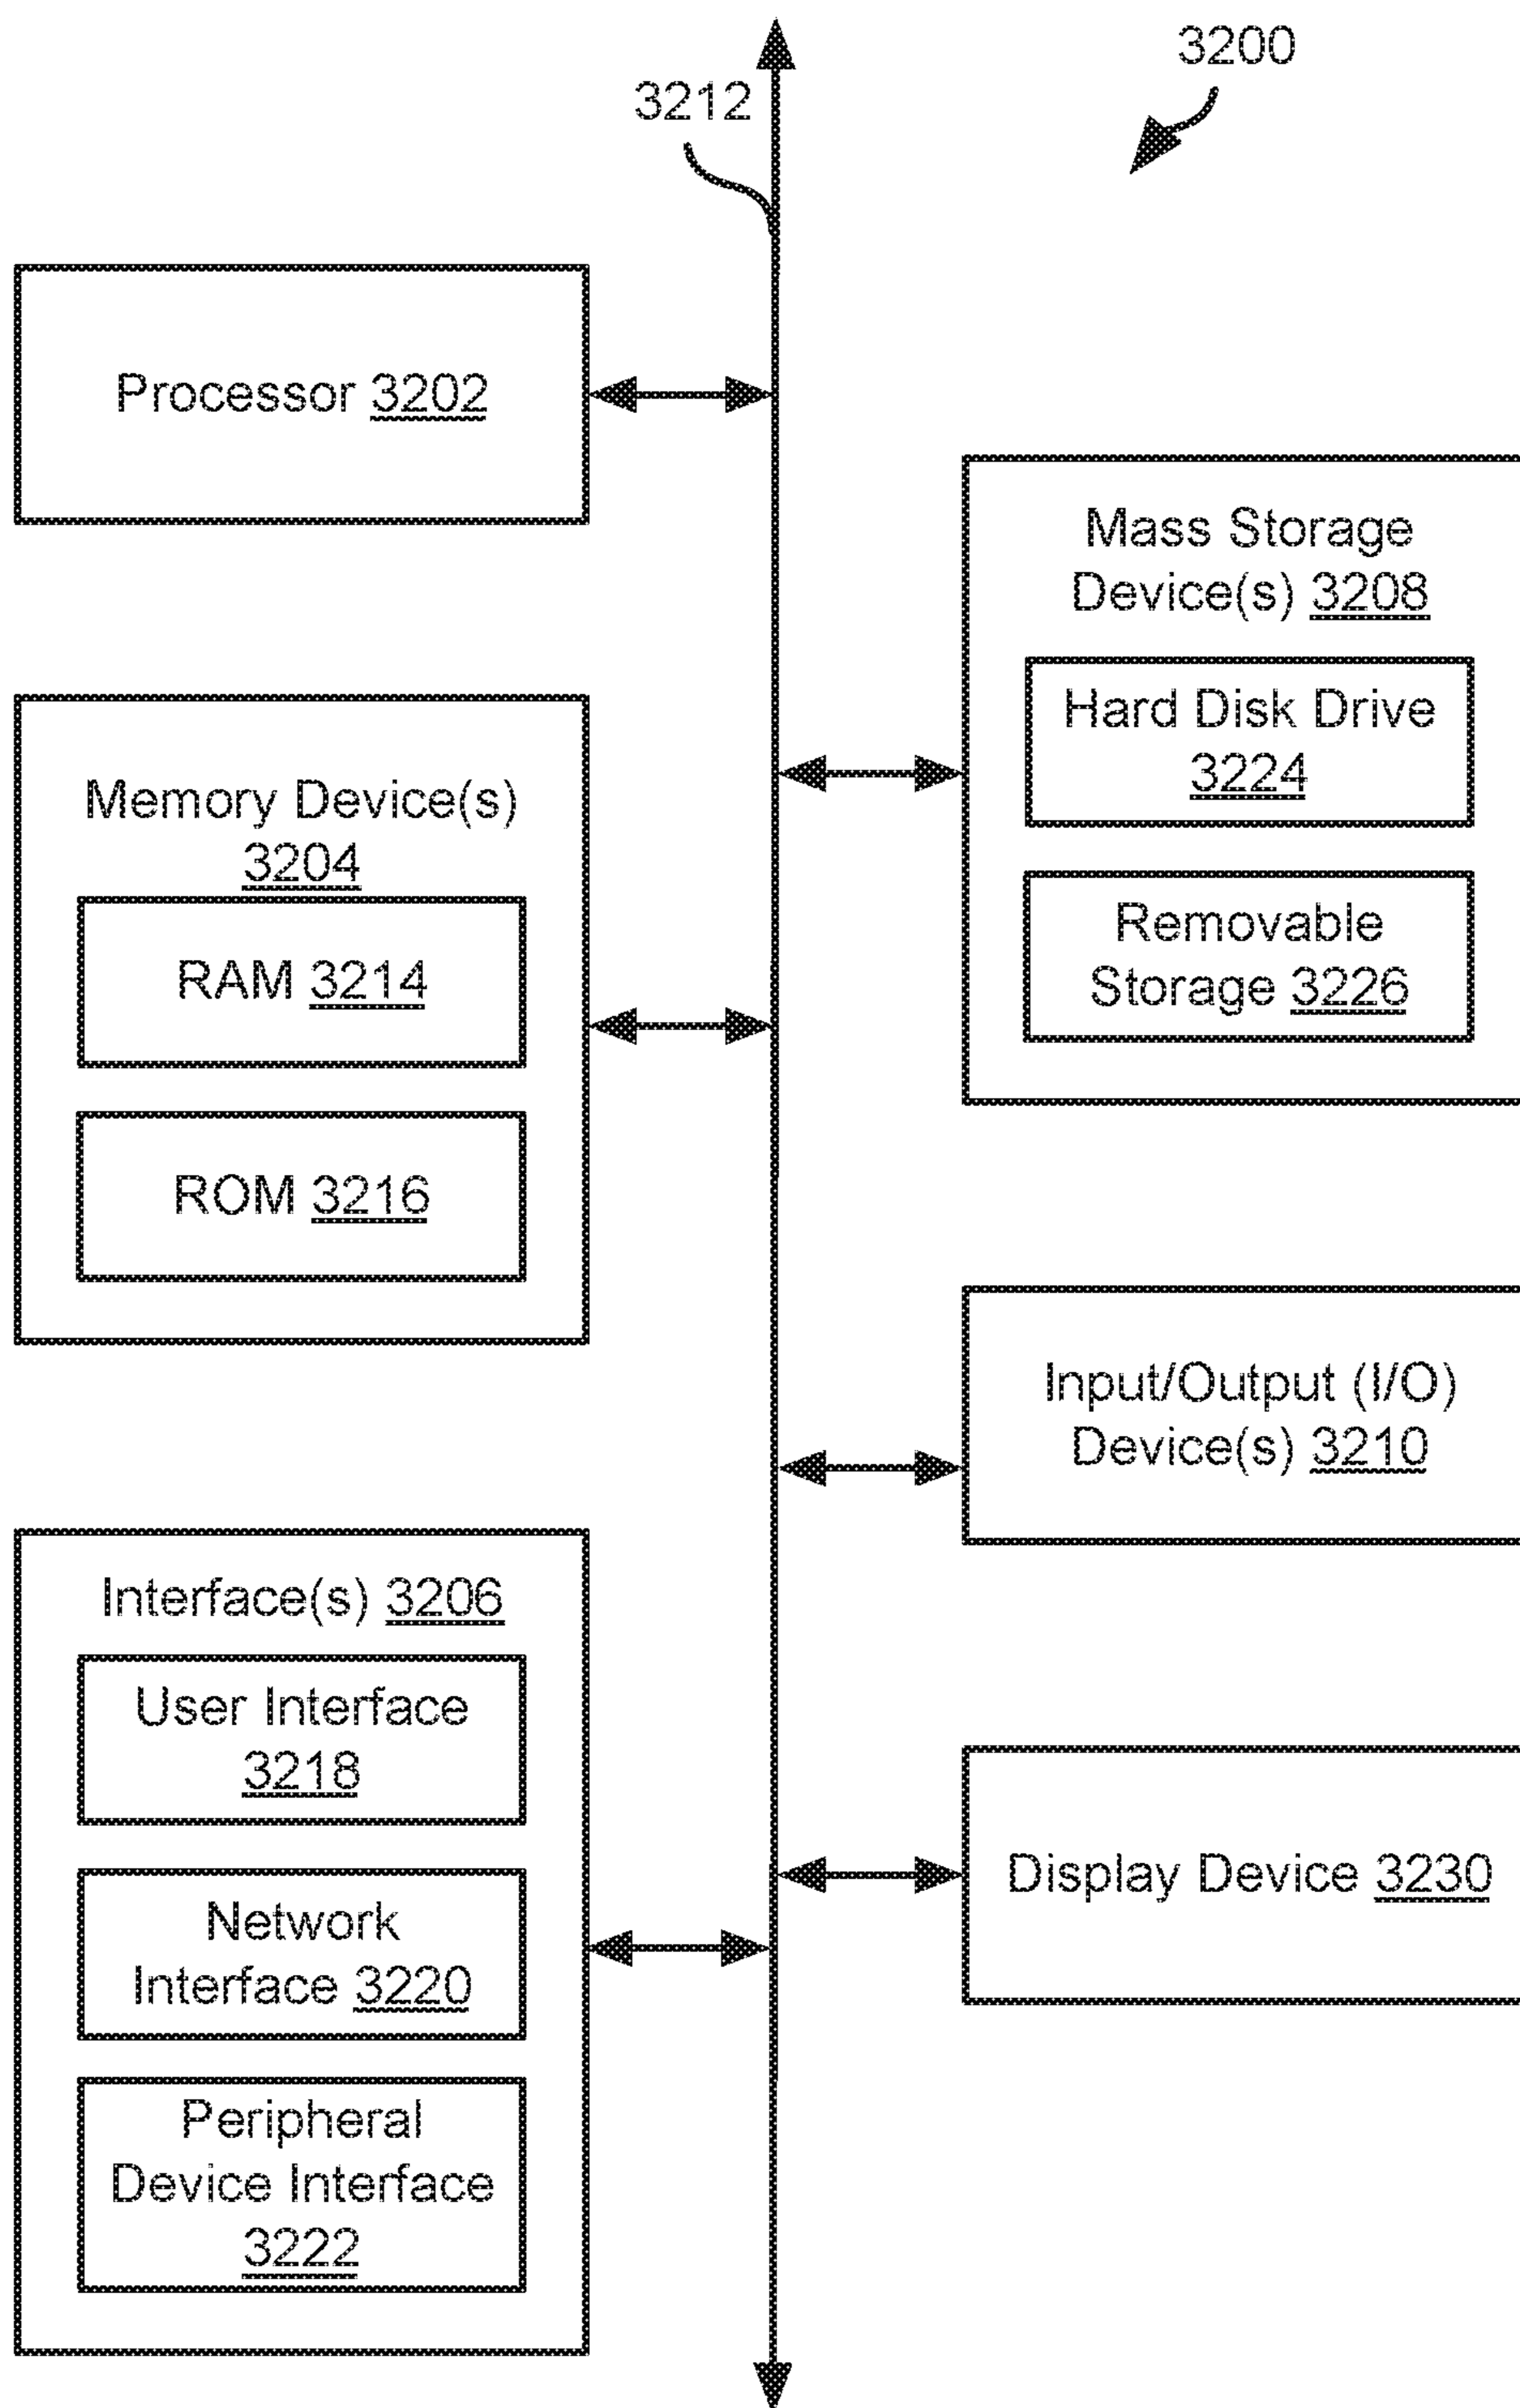 3200
3212
Processor 3202
Mass Storage
Device(s) 3208
Hard Disk Drive
3224
Removable
Storage 3226
Memory Device(s)
3204
RAM 3214
ROM 3216
Input/Output (I/O)
Device(s) 3210
Interface(s) 3206
User Interface
3218
Network
Interface 3220
Peripheral
Device Interface
3222
Display Device 3230